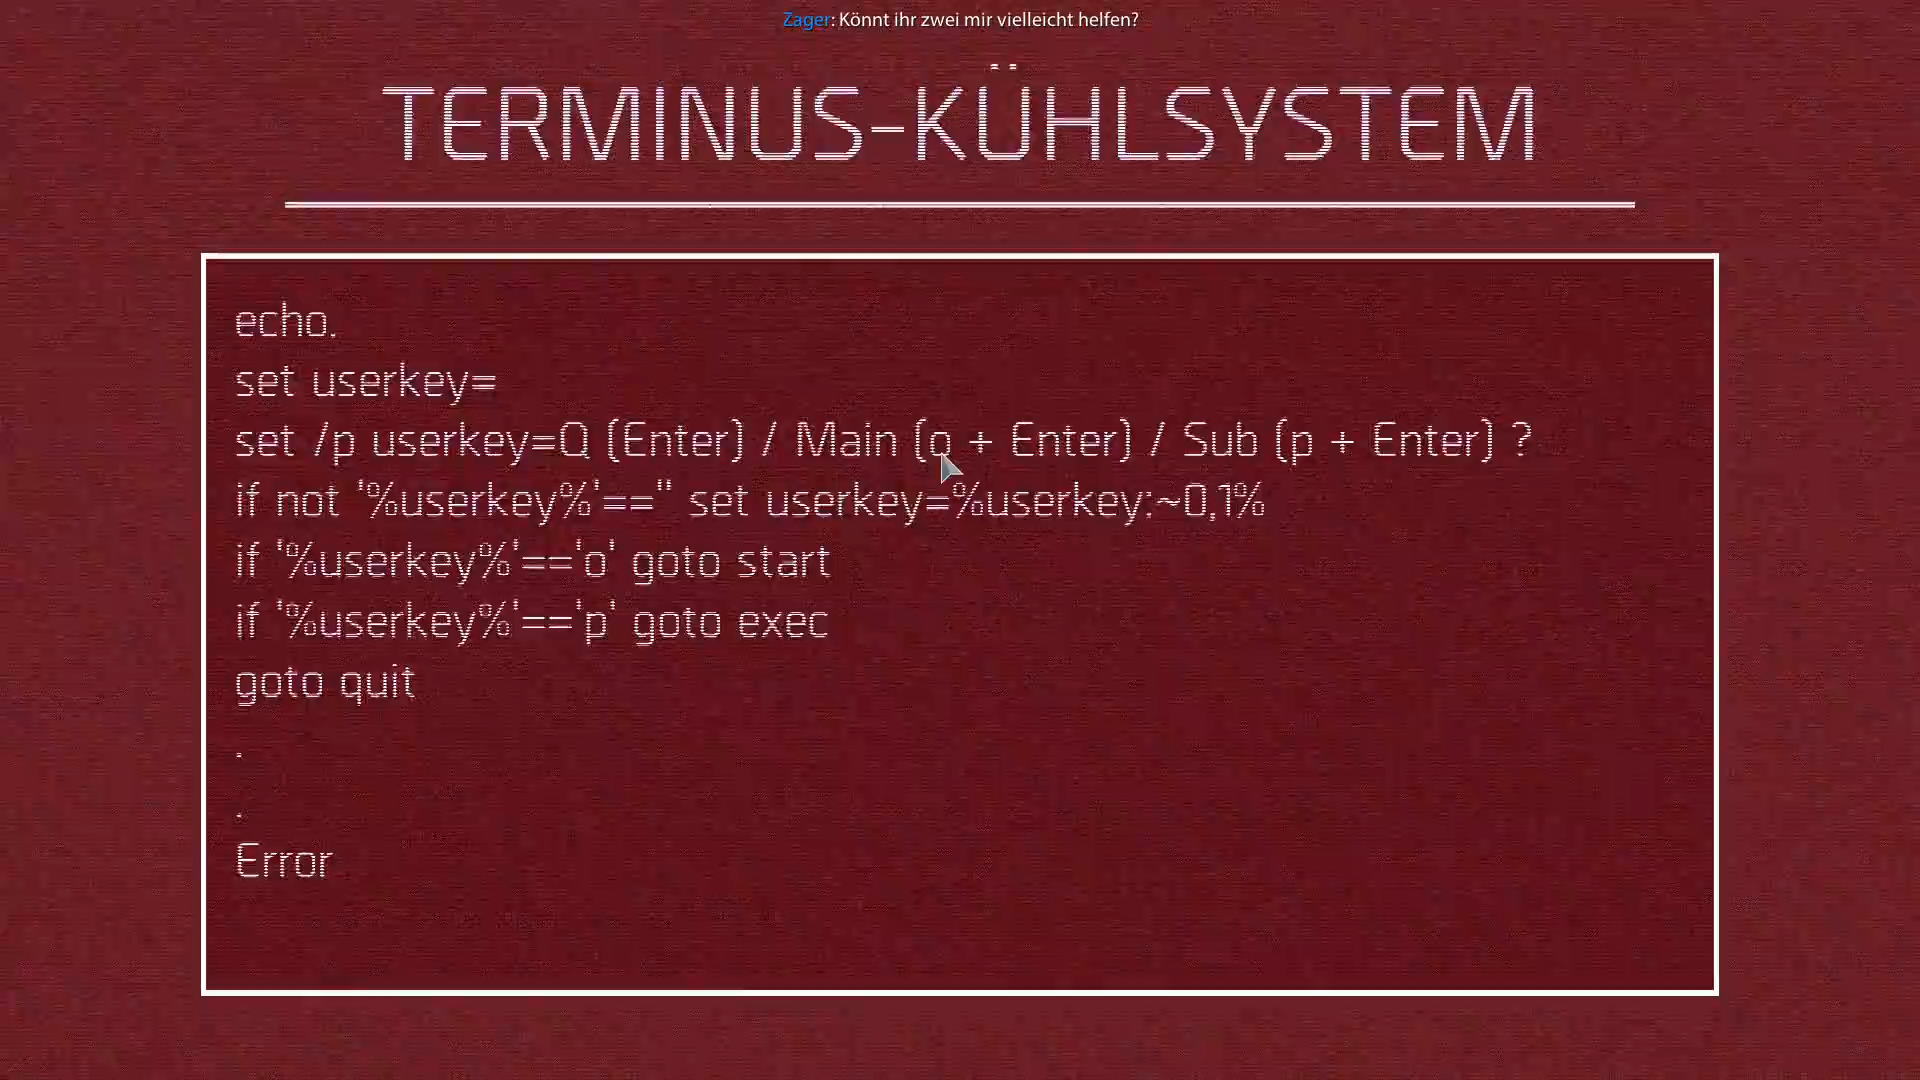 Zager: Könnt ihr zwei mir vielleicht helfen?
TERMINUS-KÜHLSYSTEM
echo.
set userkey=
set /p userkey=Q (Enter) / Main (o + Enter) / Sub (p + Enter) ?
if not '%userkey%'=='' set userkey=%userkey:~0,1%
if '%userkey%'=='o' goto start
if '%userkey%'=='p' goto exec
goto quit
.
.
Error